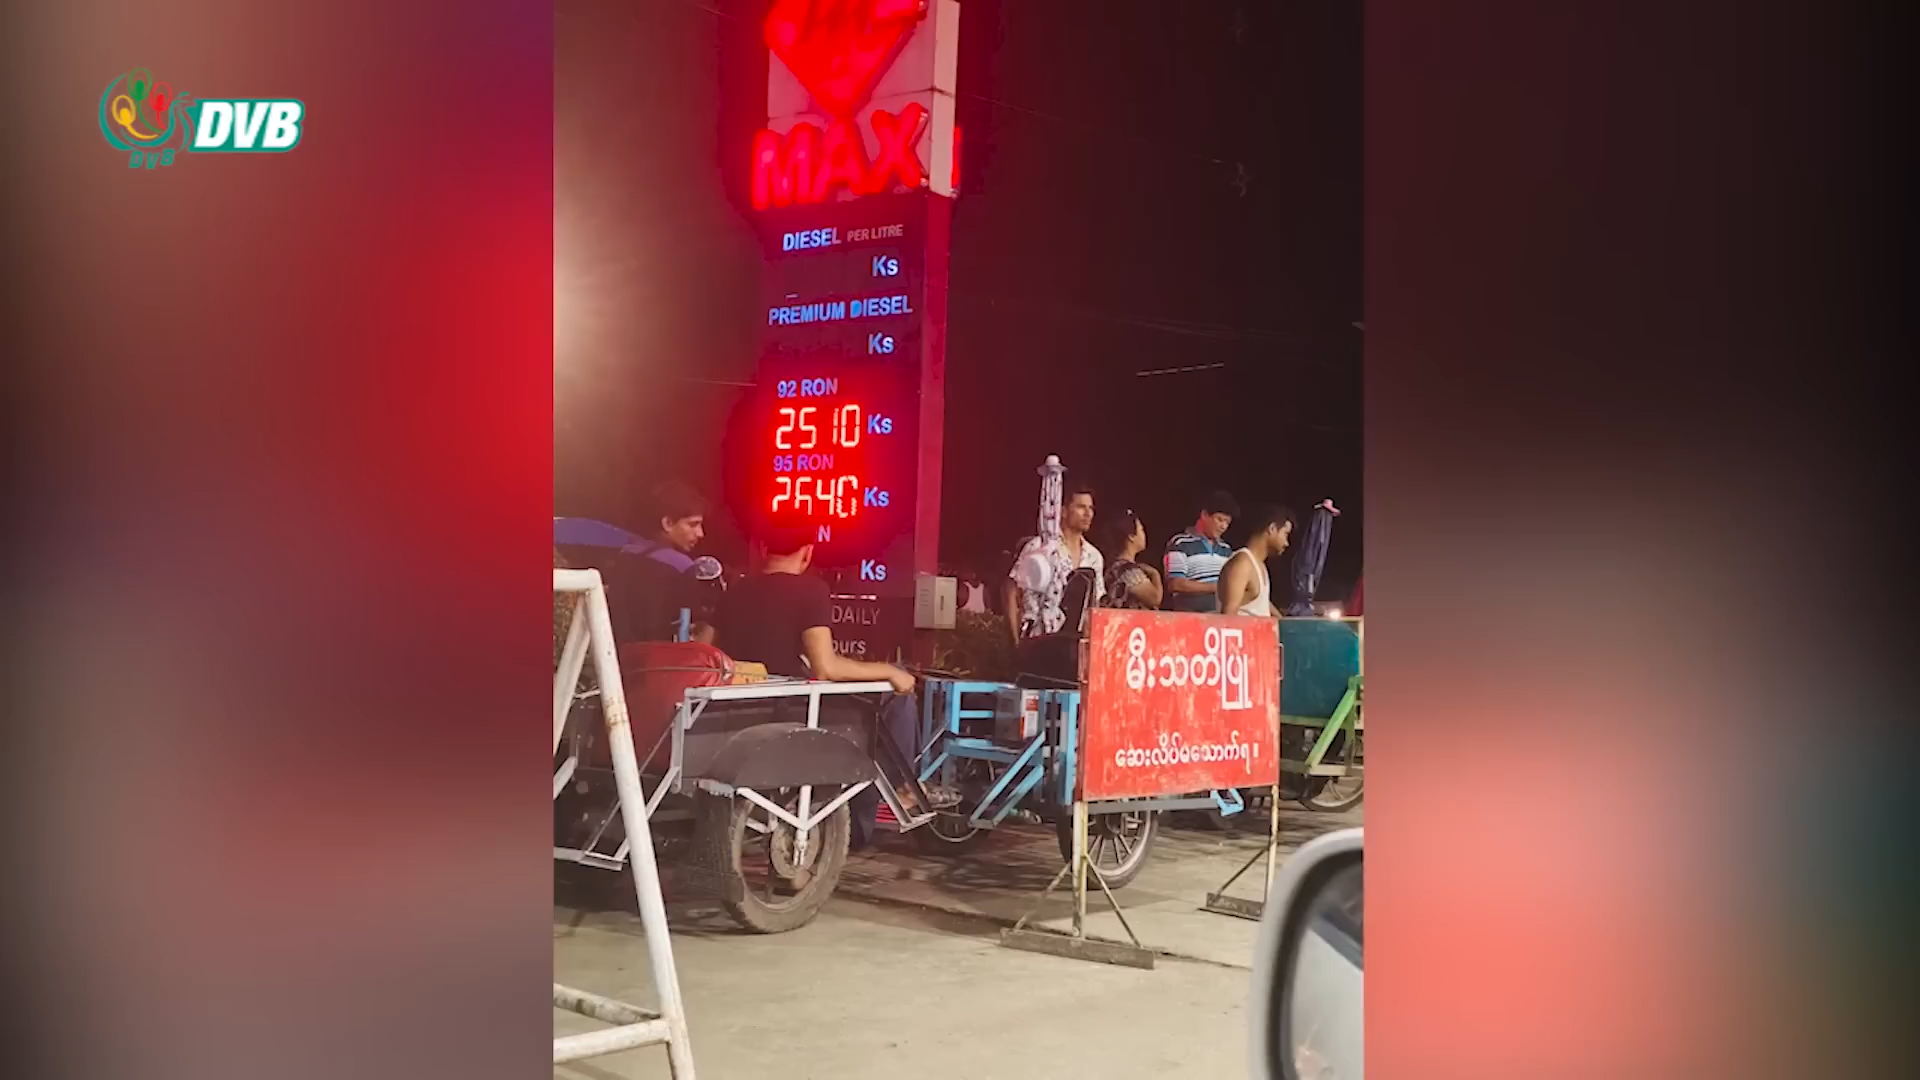 DVB
DVB
MAX
DIESEL PER LITRE
Ks
PREMIUM DIESEL
Ks
92 RON
2510 Ks
95 RON
2640 Ks
Ks
DAILY
မီးသတိပြု
ဆေးလိပ်မသောက်ရ။